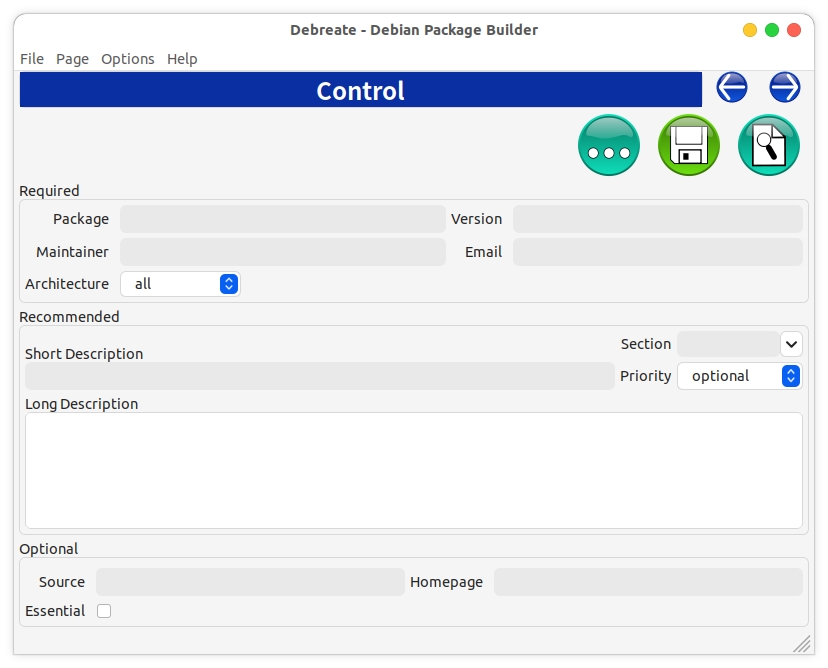 Debreate - Debian Package Builder
File Page Options Help
Control
Required
Package Version
Maintainer Email
Architecture all
Recommended
Section
Short Description
Priority optional
Long Description
Optional
Source Homepage
Essential